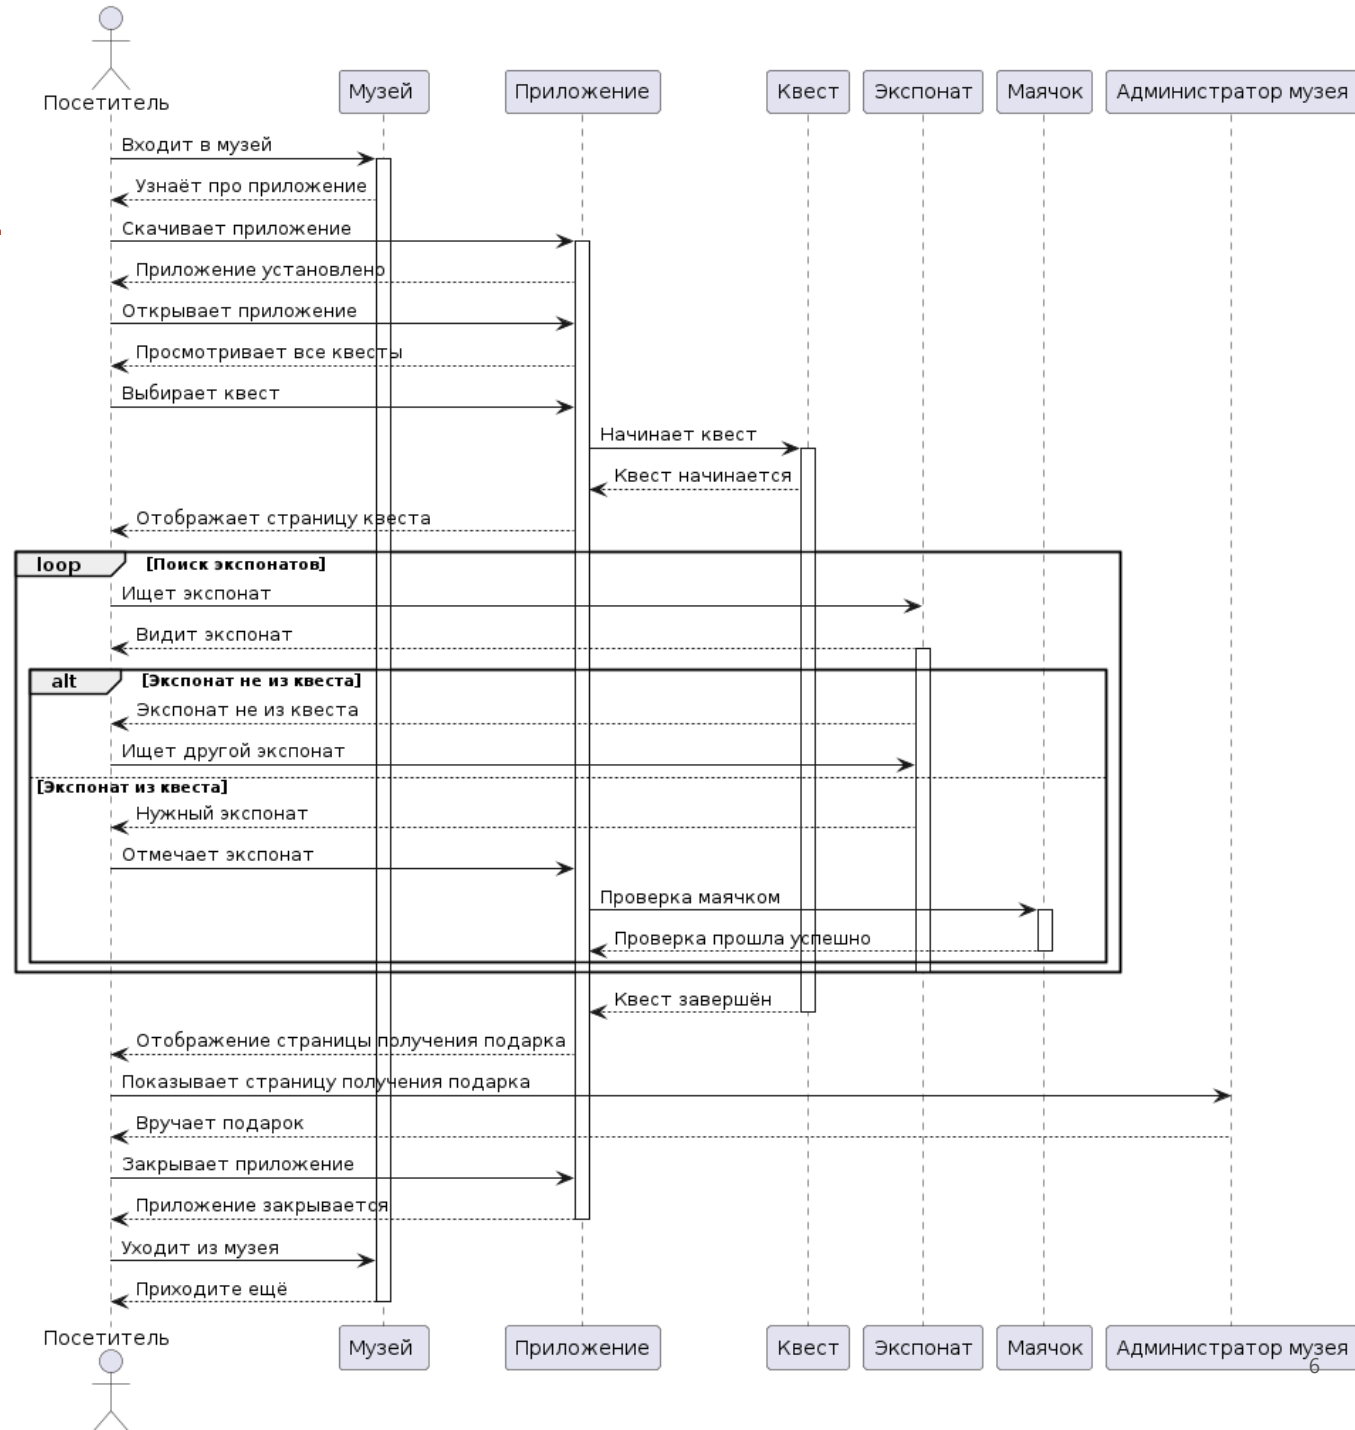 Посетитель
Музей
Приложение
Квест
Экспонат
Маячок
Администратор музея
Входит в музей
Узнаёт про приложение
Скачивает приложение
Приложение установлено
Открывает приложение
Просмотривает все квесты
Выбирает квест
Начинает квест
Квест начинается
Отображает страницу квеста
loop [Поиск экспонатов]
Ищет экспонат
Видит экспонат
alt [Экспонат не из квеста]
Экспонат не из квеста
Ищет другой экспонат
[Экспонат из квеста]
Нужный экспонат
Отмечает экспонат
Проверка маячком
Проверка прошла успешно
Квест завершён
Отображение страницы получения подарка
Показывает страницу получения подарка
Вручает подарок
Закрывает приложение
Приложение закрывается
Уходит из музея
Приходите ещё
Посетитель
Музей
Приложение
Квест
Экспонат
Маячок
Администратор музея
6